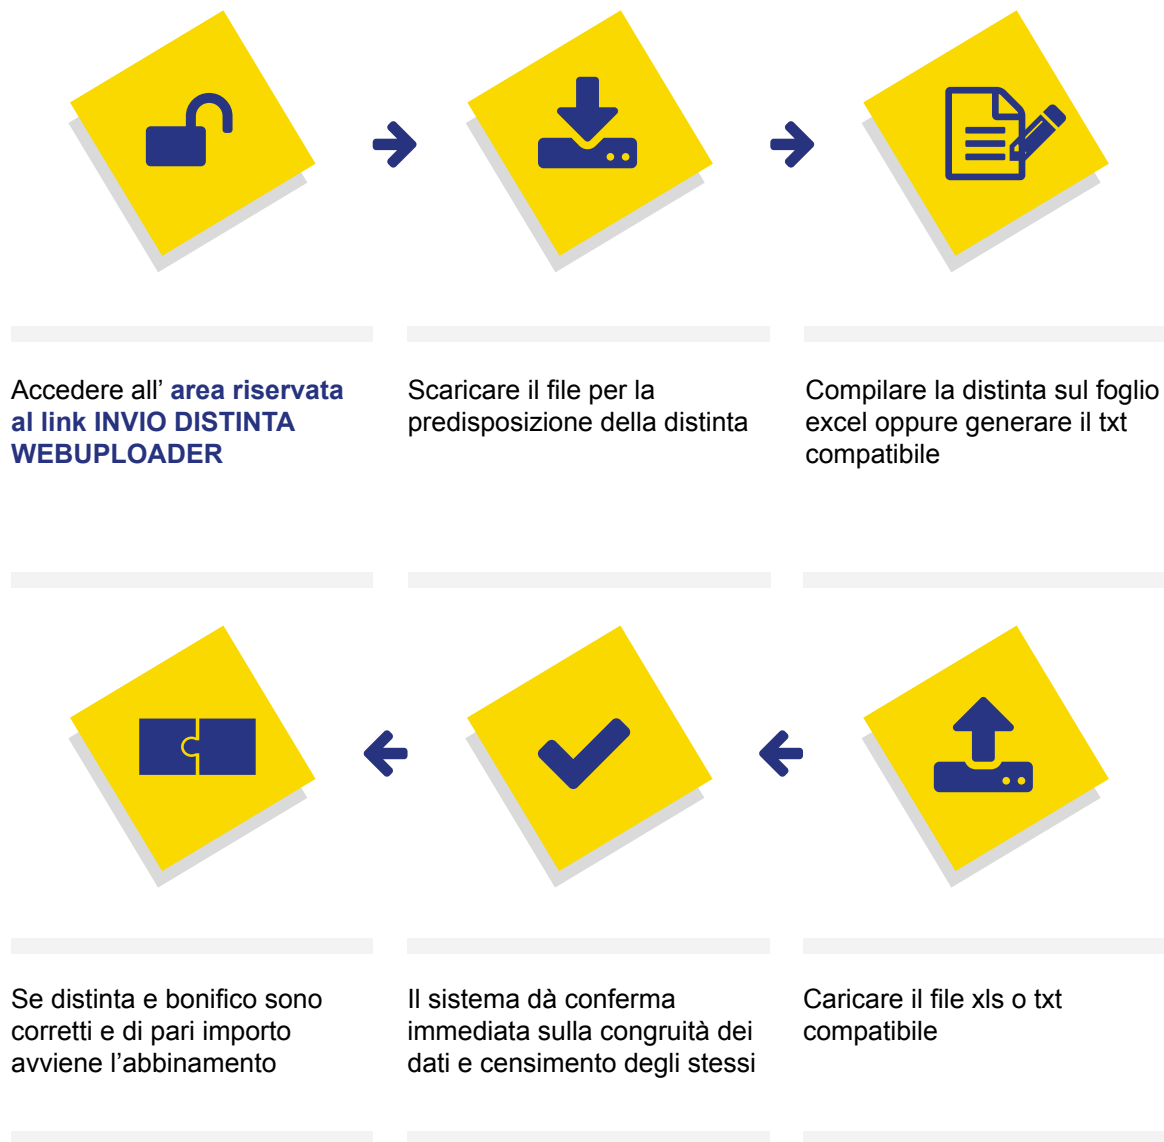 Accedere all’ area riservata
al link INVIO DISTINTA
WEBUPLOADER
Scaricare il file per la
predisposizione della distinta
Compilare la distinta sul foglio
excel oppure generare il txt
compatibile
Caricare il file xls o txt
compatibile
Il sistema dà conferma
immediata sulla congruità dei
dati e censimento degli stessi
Se distinta e bonifico sono
corretti e di pari importo
avviene l’abbinamento